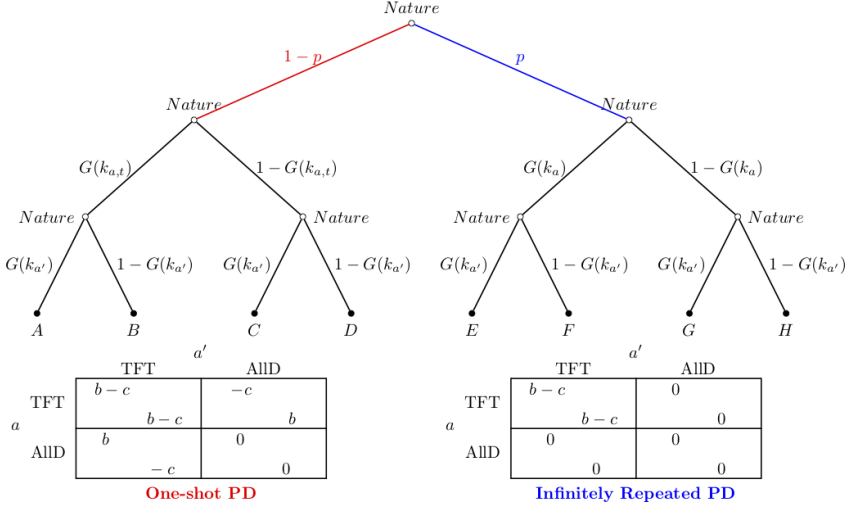 Nature
1 − p
p
Nature
Nature
G(k_{a,t})
1 − G(k_{a,t})
G(k_a)
1 − G(k_a)
Nature
Nature
Nature
Nature
G(k_{a′})
1 − G(k_{a′})
G(k_{a′})
1 − G(k_{a′})
G(k_{a′})
1 − G(k_{a′})
G(k_{a′})
1 − G(k_{a′})
A
B
C
D
E
F
G
H
a′
TFT
AllD
a
TFT
b − c
b − c
−c
b
AllD
b
− c
0
0
One-shot PD
a′
TFT
AllD
a
TFT
b − c
b − c
0
0
AllD
0
0
0
0
Infinitely Repeated PD